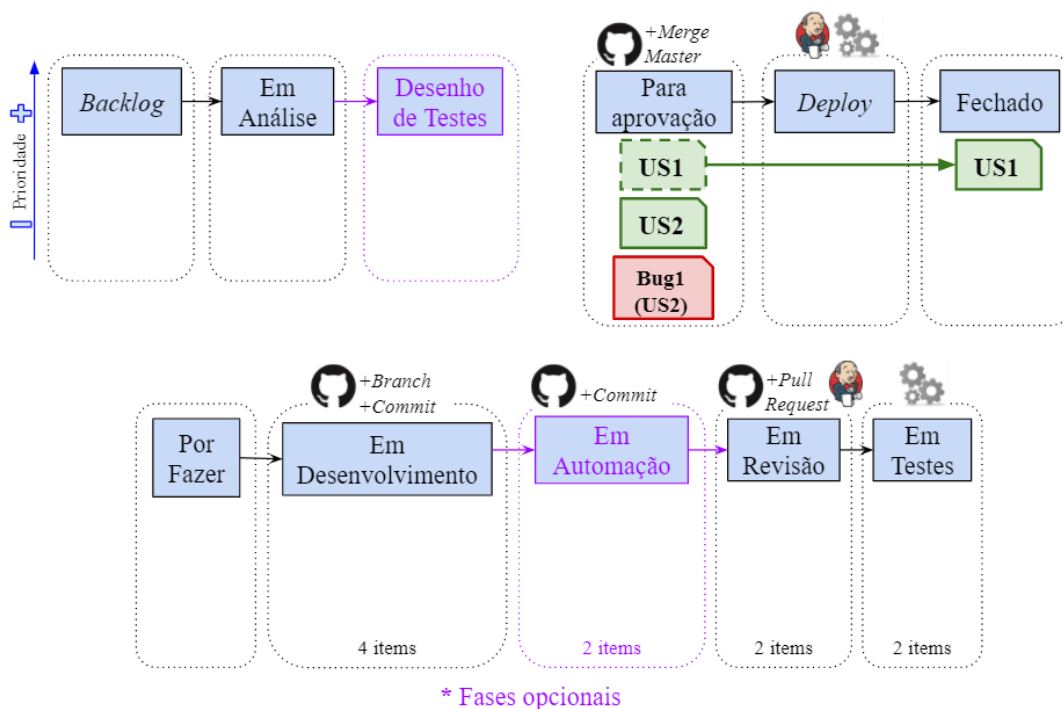 Prioridade
Backlog
Em
Análise
Desenho
de Testes
+Merge
Master
Para
aprovação
Deploy
Fechado
US1
US1
US2
Bug1
(US2)
+Branch
+Commit
+Commit
+Pull
Request
Por
Fazer
Em
Desenvolvimento
Em
Automação
Em
Revisão
Em
Testes
4 items
2 items
2 items
2 items
* Fases opcionais